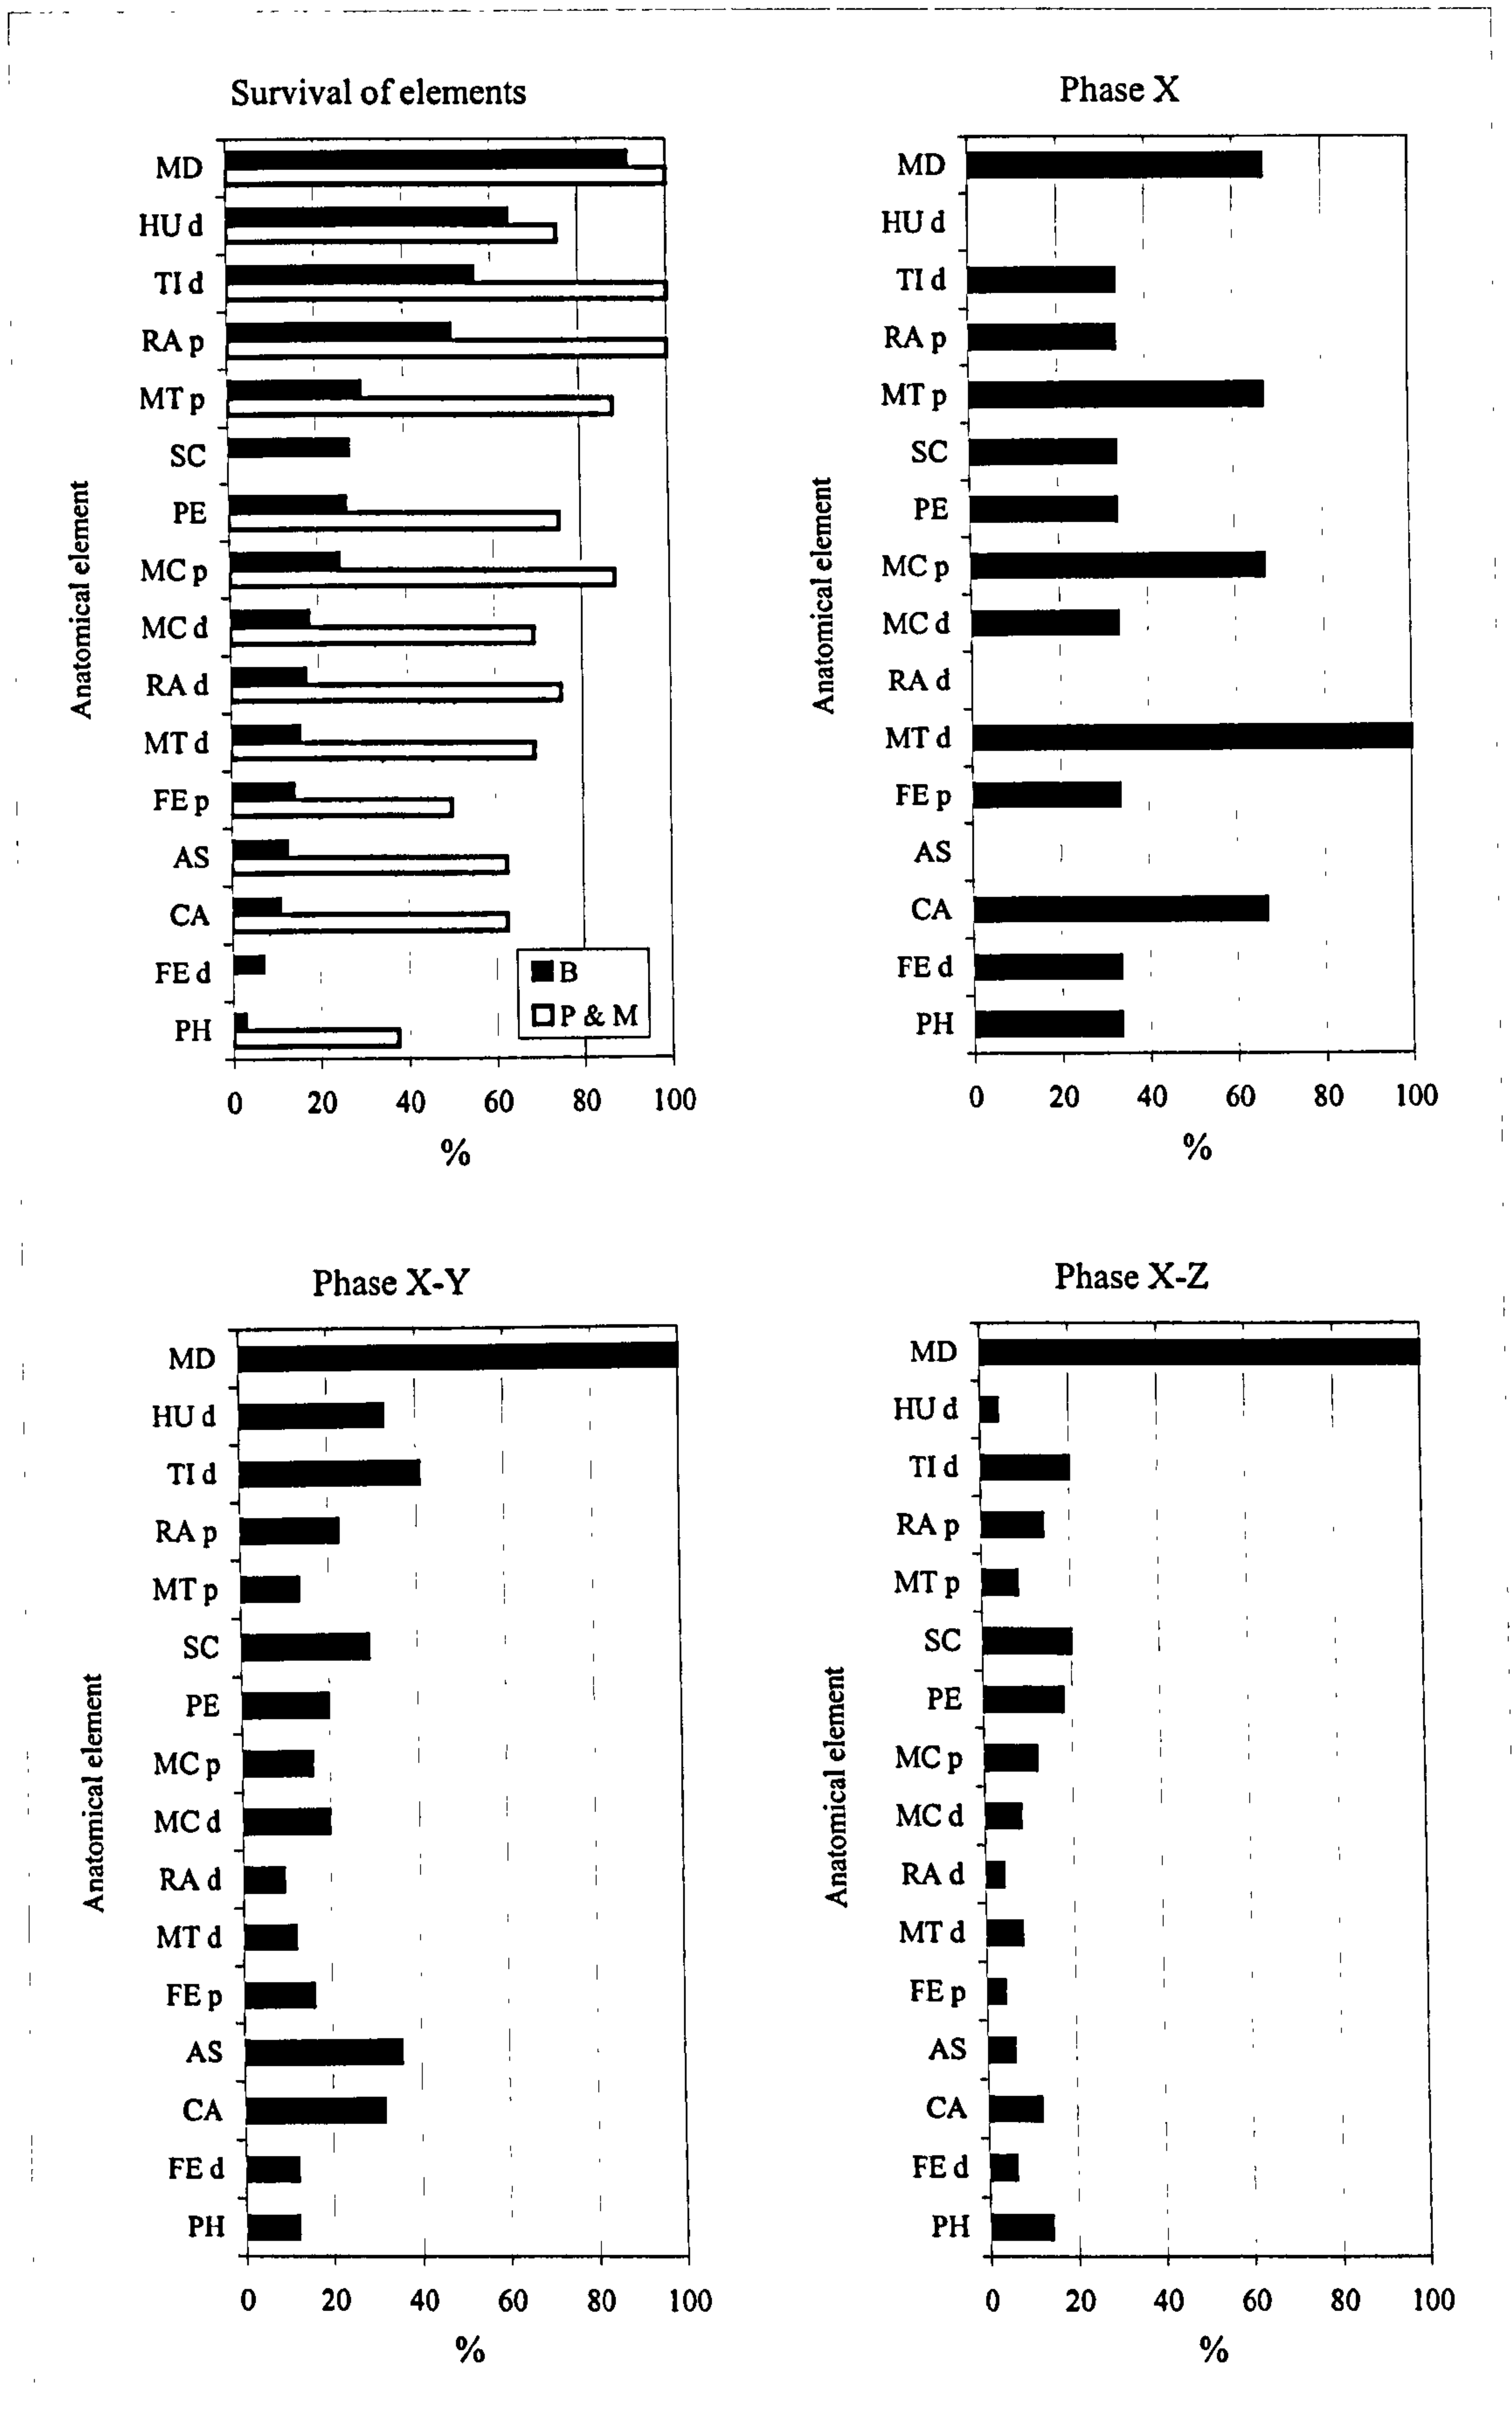 Survival of elements
Anatomical element
MD
HU d
TI d
RA p
MT p
SC
PE
MC p
MC d
RA d
MT d
FE p
AS
CA
FE d
PH
B
P & M
0 20 40 60 80 100
%
Phase X
Anatomical element
MD
HU d
TI d
RA p
MT p
SC
PE
MC p
MC d
RA d
MT d
FE p
AS
CA
FE d
PH
0 20 40 60 80 100
%
Phase X-Y
Anatomical element
MD
HU d
TI d
RA p
MT p
SC
PE
MC p
MC d
RA d
MT d
FE p
AS
CA
FE d
PH
0 20 40 60 80 100
%
Phase X-Z
Anatomical element
MD
HU d
TI d
RA p
MT p
SC
PE
MC p
MC d
RA d
MT d
FE p
AS
CA
FE d
PH
0 20 40 60 80 100
%